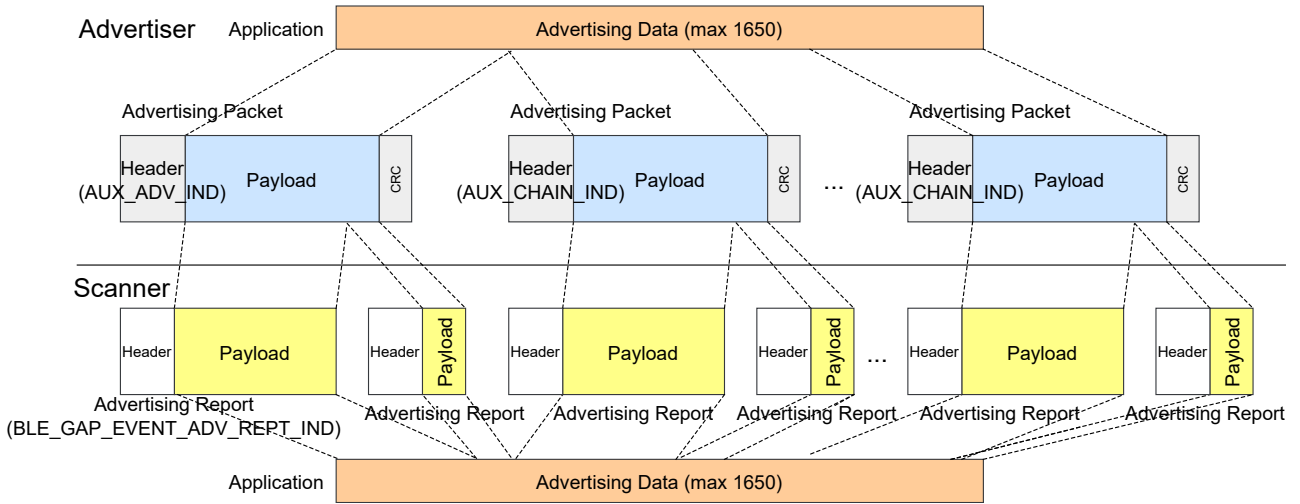 Advertiser
Application
Advertising Data (max 1650)
Advertising Packet
Advertising Packet
Advertising Packet
Header
(AUX_ADV_IND)
Payload
CRC
Header
(AUX_CHAIN_IND)
Payload
CRC
...
Header
(AUX_CHAIN_IND)
Payload
CRC
Scanner
Header
Payload
Header
Payload
Header
Payload
Header
Payload
...
Header
Payload
Header
Payload
Advertising Report
(BLE_GAP_EVENT_ADV_REPT_IND)
Advertising Report
Advertising Report
Advertising Report
Advertising Report
Advertising Report
Application
Advertising Data (max 1650)